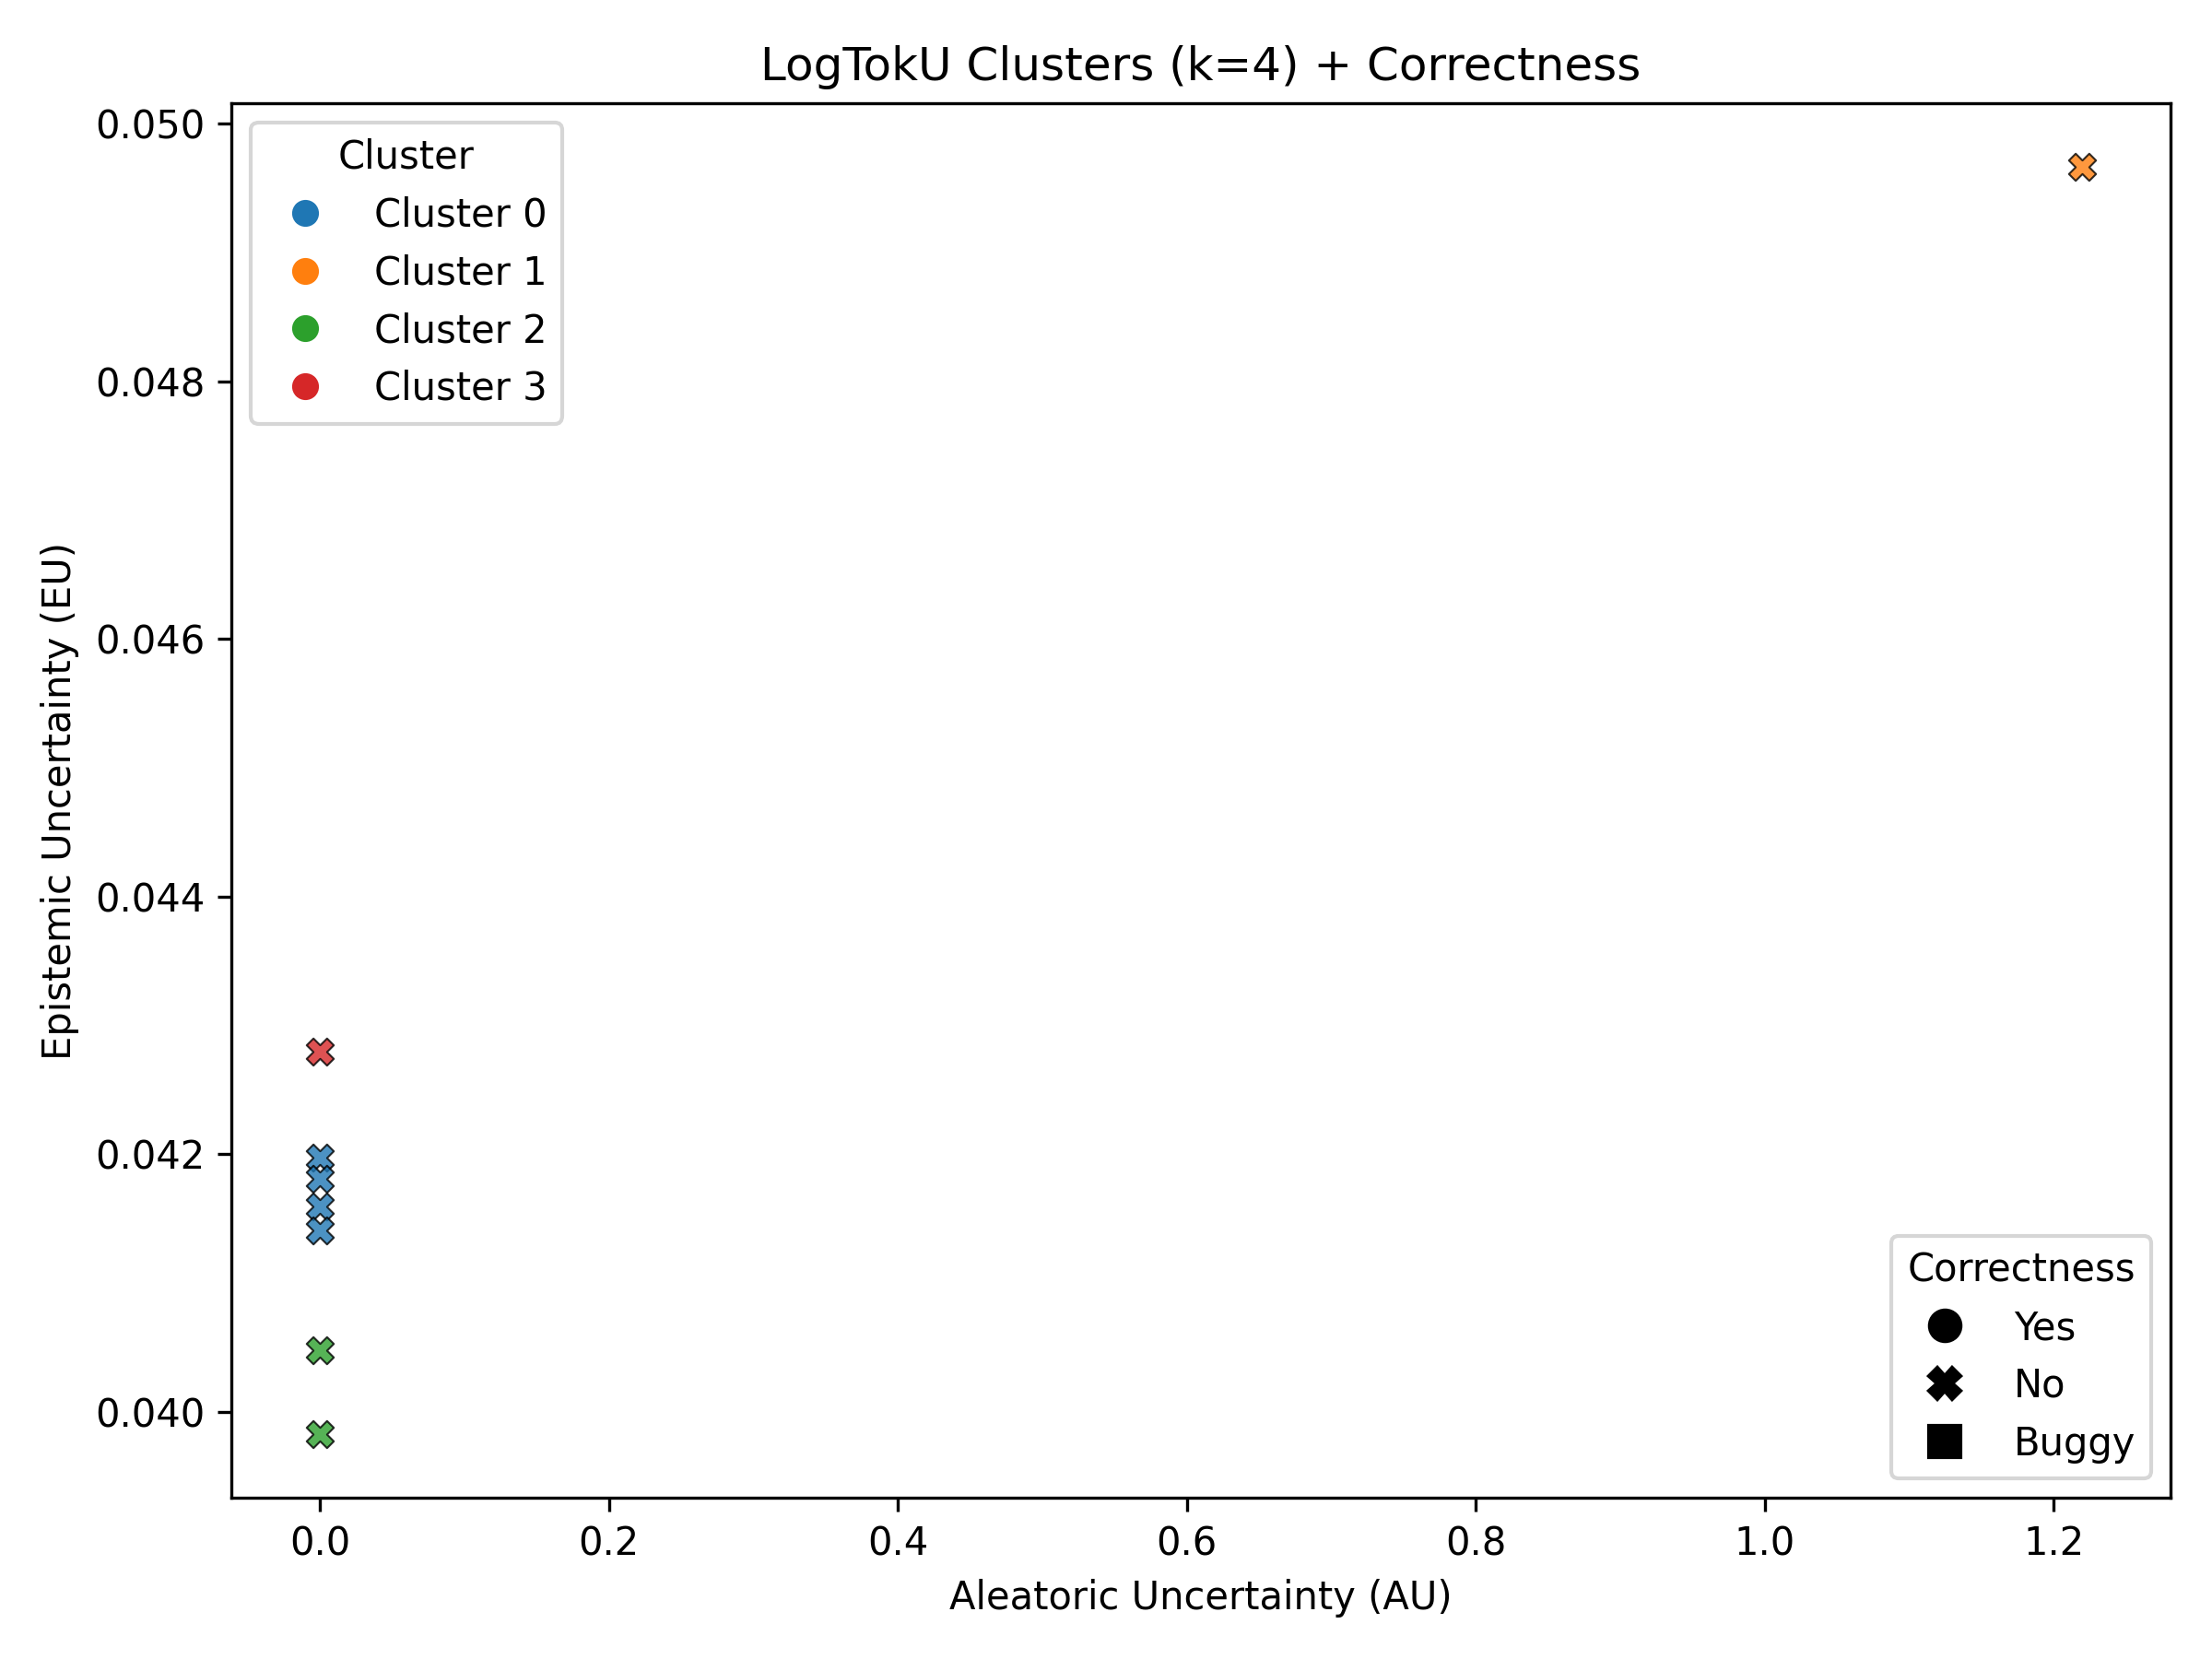 LogTokU Clusters (k=4) + Correctness
Cluster
Cluster 0
Cluster 1
Cluster 2
Cluster 3
0.050
0.048
0.046
0.044
0.042
0.040
Epistemic Uncertainty (EU)
Correctness
Yes
No
Buggy
0.0 0.2 0.4 0.6 0.8 1.0 1.2
Aleatoric Uncertainty (AU)